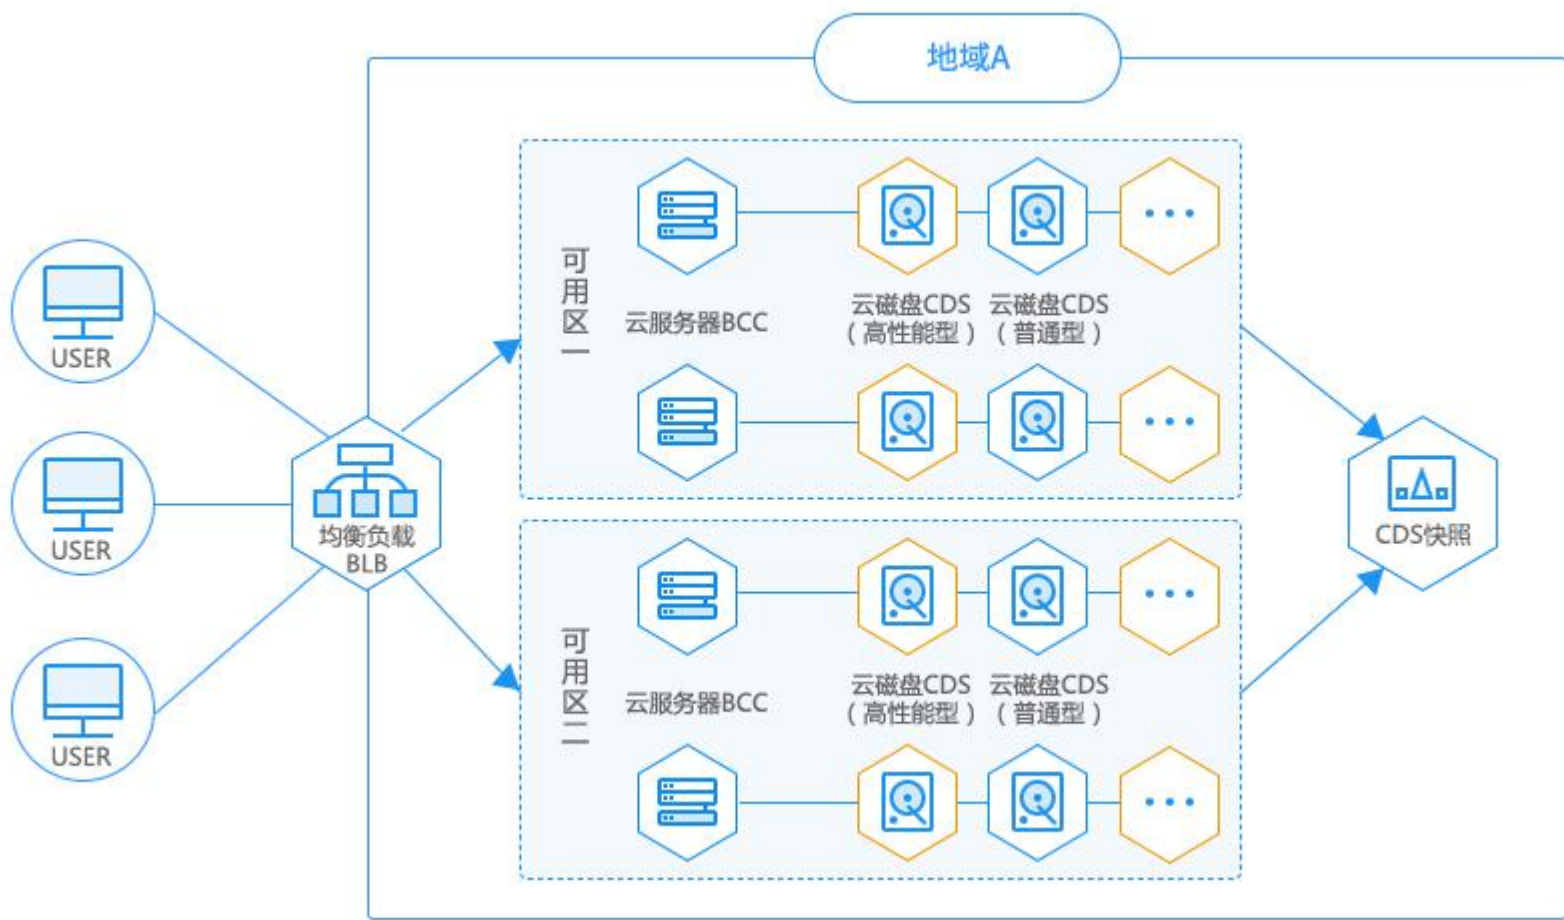 地域A
USER
USER
USER
均衡负载
BLB
可用区一
云服务器BCC
云磁盘CDS
（高性能型）
云磁盘CDS
（普通型）
可用区二
云服务器BCC
云磁盘CDS
（高性能型）
云磁盘CDS
（普通型）
CDS快照